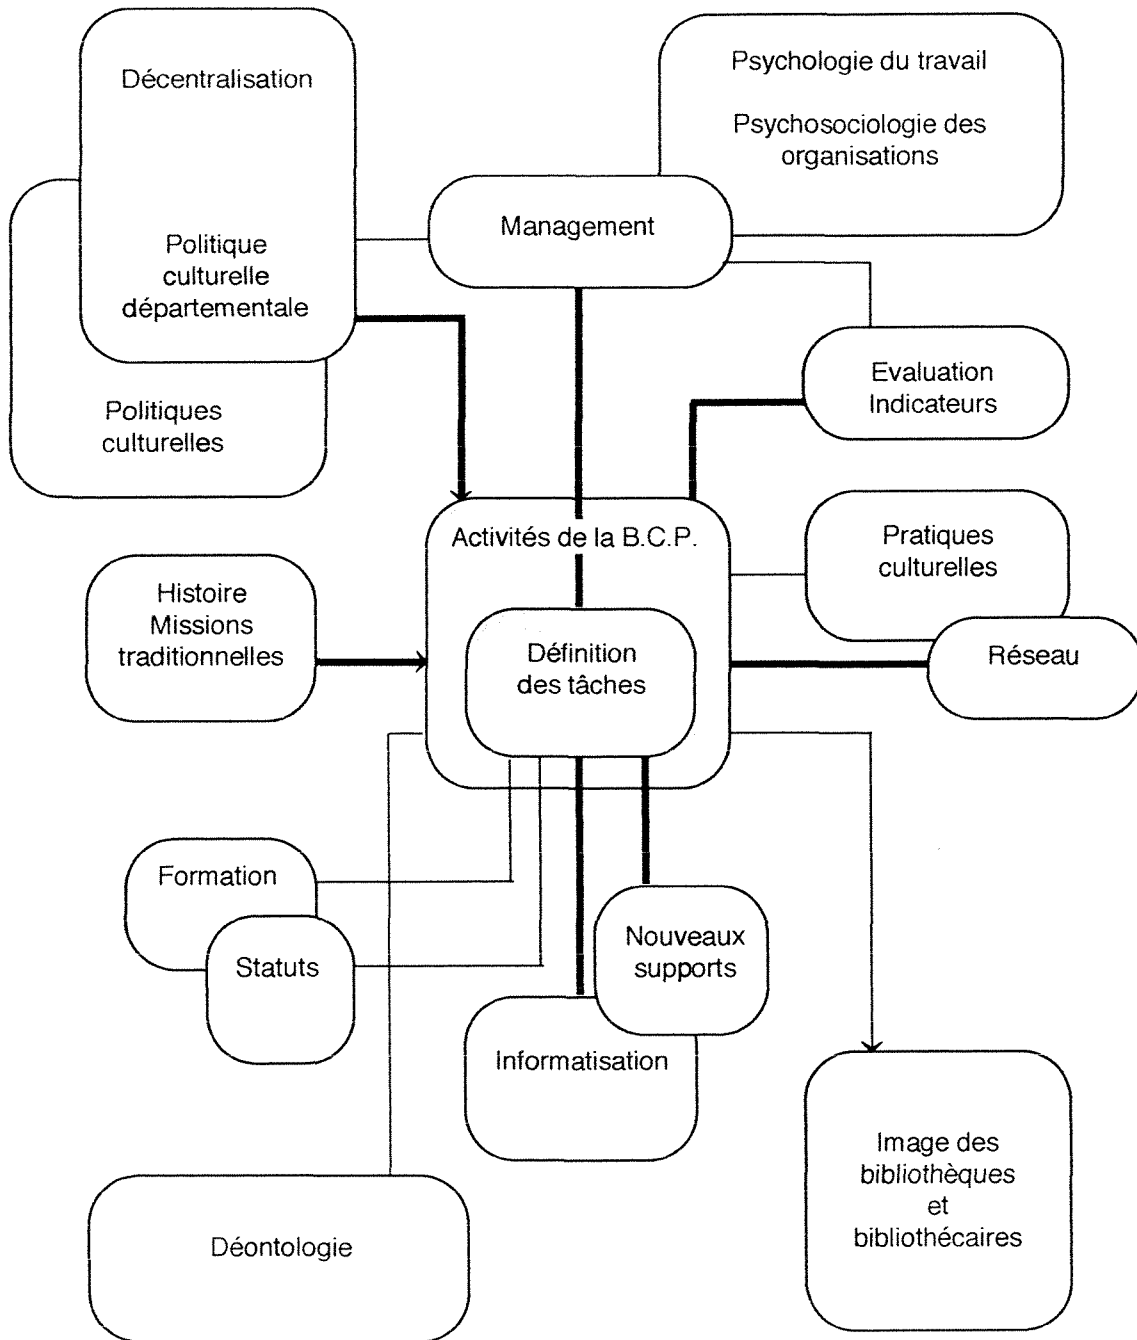 Décentralisation
Psychologie du travail
Psychosociologie des
organisations
Management
Politique
culturelle
départementale
Evaluation
Indicateurs
Politiques
culturelles
Activités de la B.C.P.
Pratiques
culturelles
Histoire
Missions
traditionnelles
Définition
des tâches
Réseau
Formation
Statuts
Nouveaux
supports
Informatisation
Image des
bibliothèques
et
bibliothécaires
Déontologie